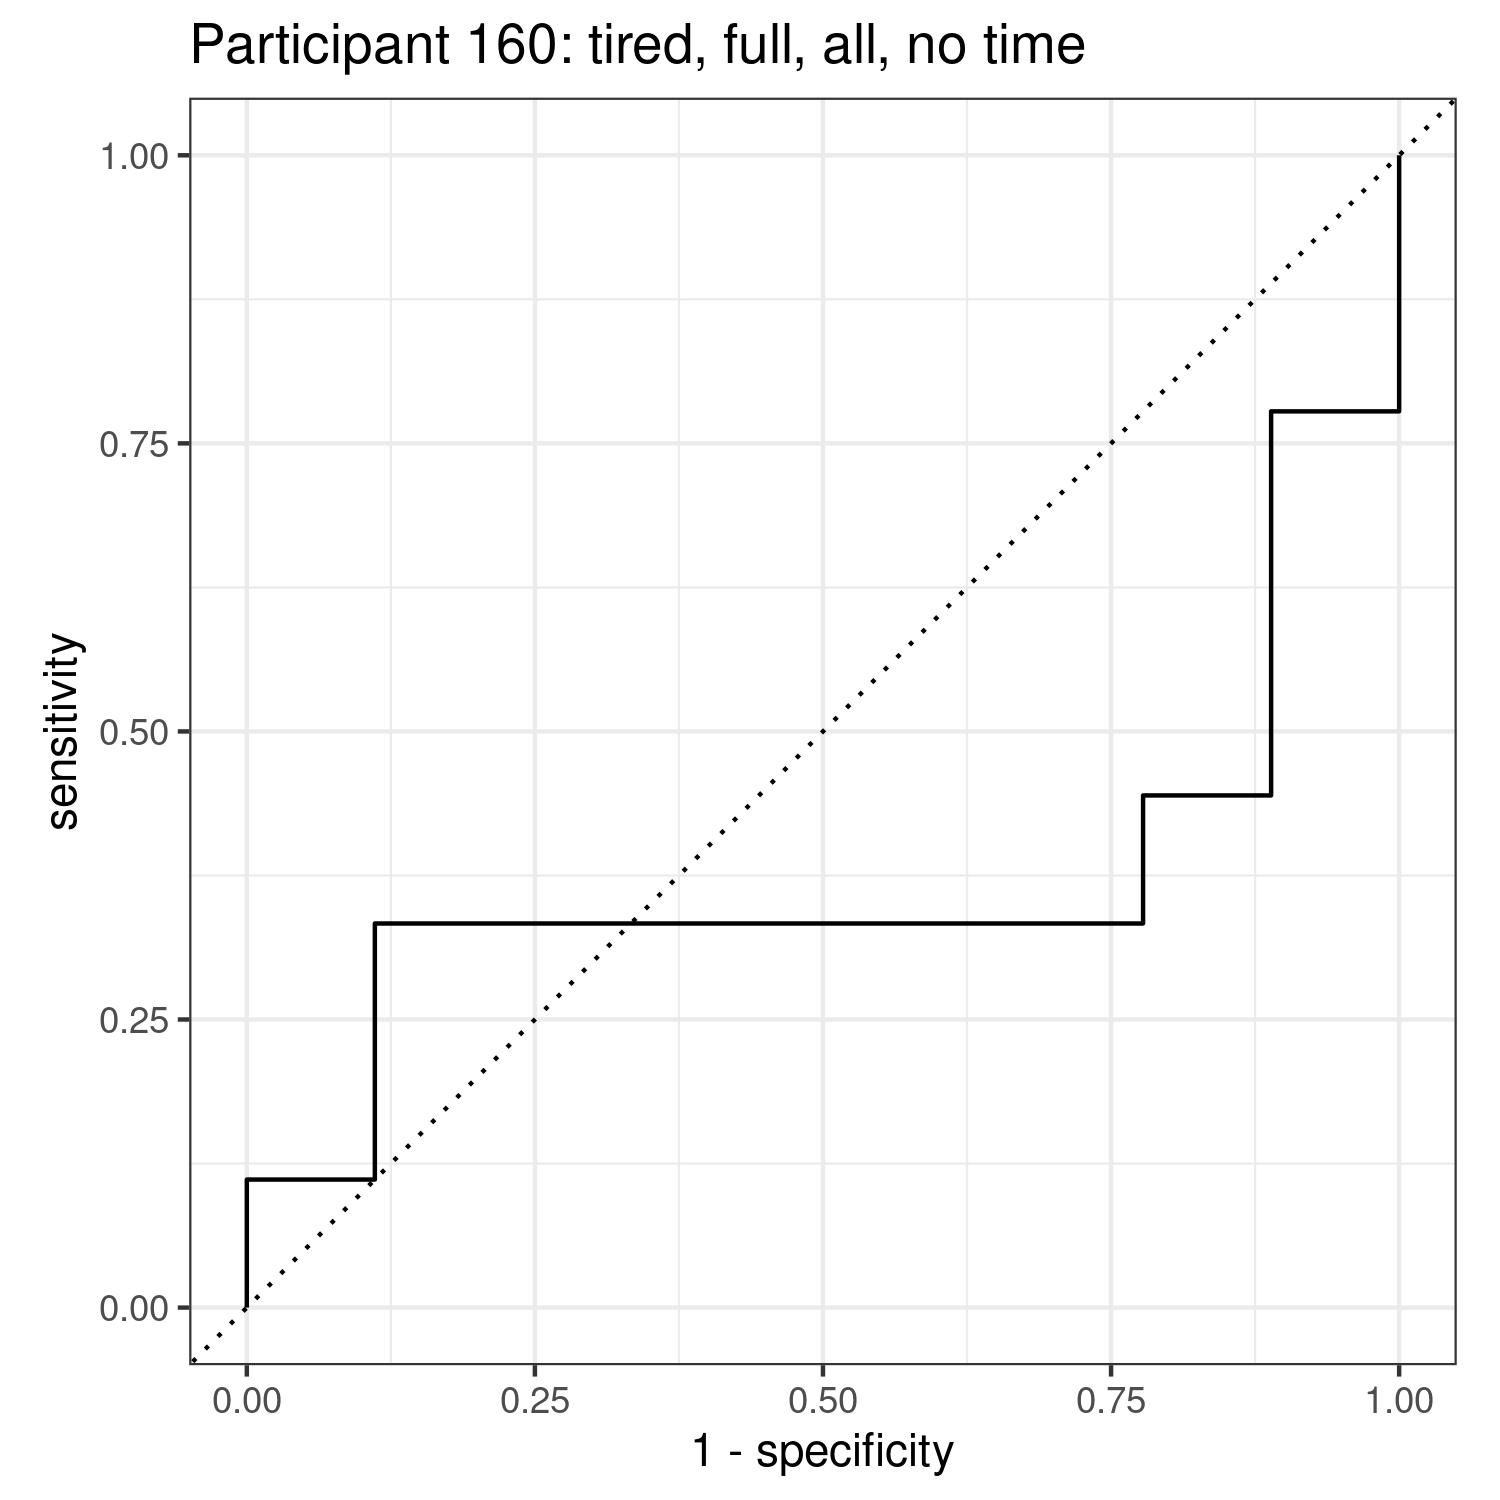 Participant 160: tired, full, all, no time
1.00
0.75
0.50
0.25
0.00
sensitivity
0.00 0.25 0.50 0.75 1.00
1 - specificity